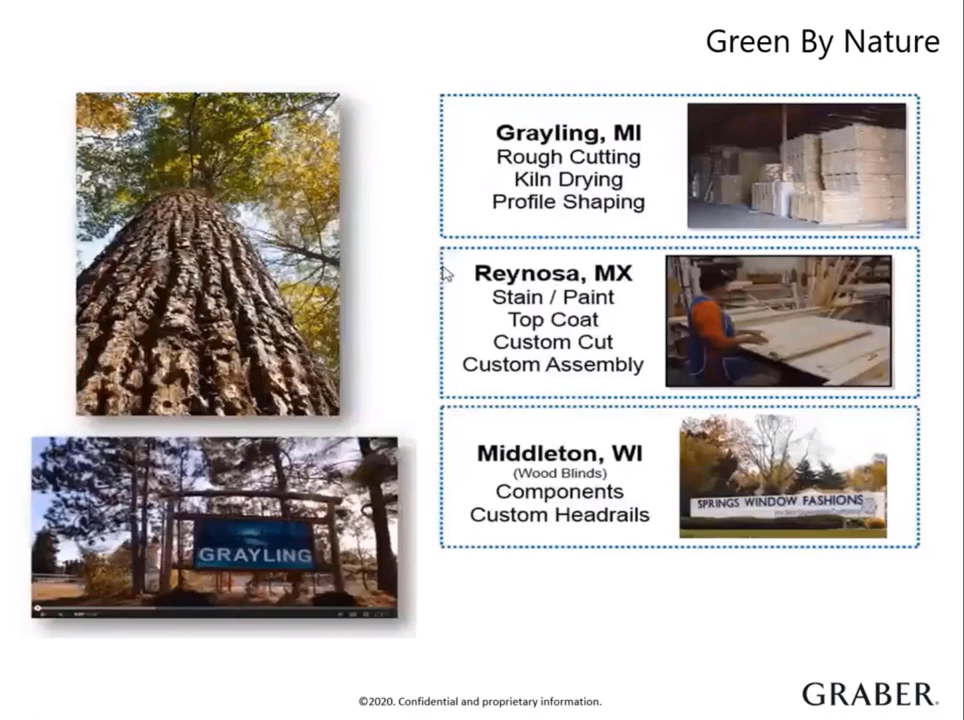 Green By Nature
Grayling, MI
Rough Cutting
Kiln Drying
Profile Shaping
Reynosa, MX
Stain / Paint
Top Coat
Custom Cut
Custom Assembly
Middleton, WI
(Wood Blinds)
Components
Custom Headrails
SPRINGS WINDOW FASHIONS
GRAYLING
©2020. Confidential and proprietary information.
GRABER